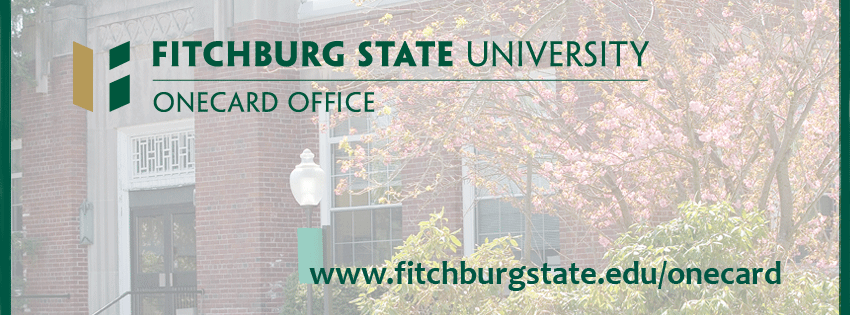 FITCHBURG STATE UNIVERSITY
ONECARD OFFICE
www.fitchburgstate.edu/onecard